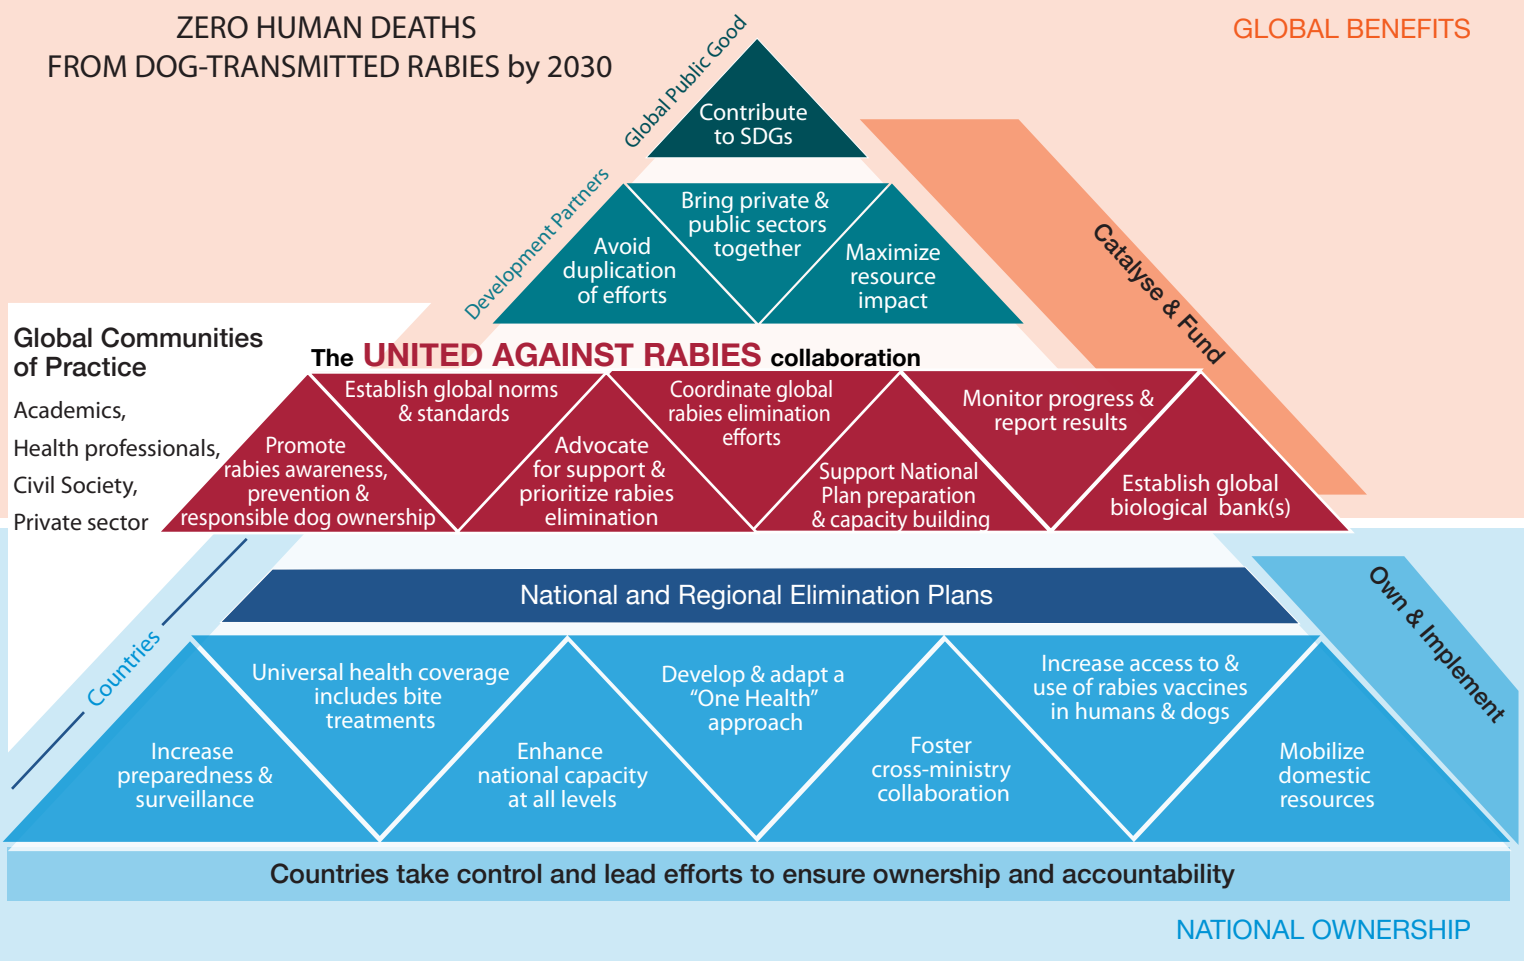 ZERO HUMAN DEATHS
FROM DOG-TRANSMITTED RABIES by 2030
GLOBAL BENEFITS
Global Public Good
Contribute
to SDGs
Development Partners
Avoid
duplication
of efforts
Bring private &
public sectors
together
Maximize
resource
impact
Catalyse & Fund
Global Communities
of Practice
Academics,
Health professionals,
Civil Society,
Private sector
The UNITED AGAINST RABIES collaboration
Promote
rabies awareness,
prevention &
responsible dog ownership
Establish global norms
& standards
Advocate
for support &
prioritize rabies
elimination
Coordinate global
rabies elimination
efforts
Support National
Plan preparation
& capacity building
Monitor progress &
report results
Establish global
biological bank(s)
National and Regional Elimination Plans
Countries
Own & Implement
Increase
preparedness &
surveillance
Universal health coverage
includes bite
treatments
Enhance
national capacity
at all levels
Develop & adapt a
“One Health”
approach
Foster
cross-ministry
collaboration
Increase access to &
use of rabies vaccines
in humans & dogs
Mobilize
domestic
resources
Countries take control and lead efforts to ensure ownership and accountability
NATIONAL OWNERSHIP